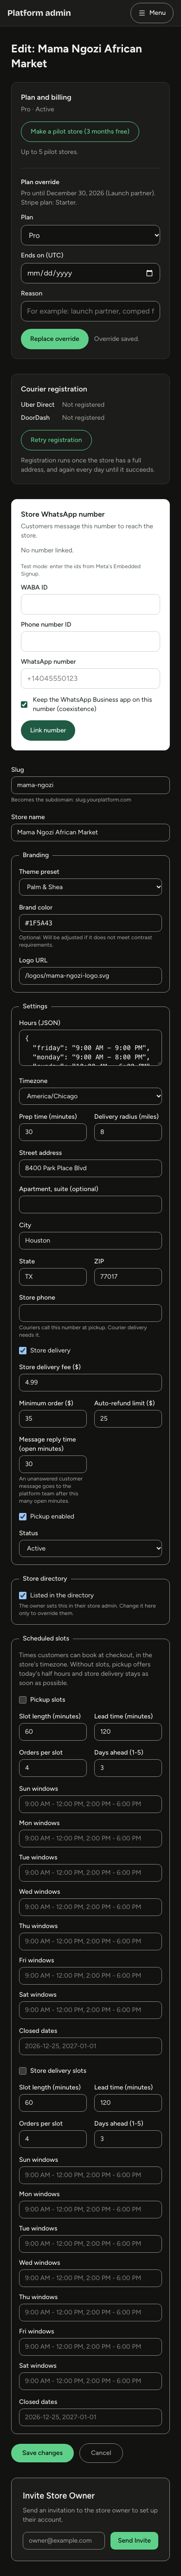 Platform admin
Menu
Edit: Mama Ngozi African
Market
Plan and billing
Pro · Active
Make a pilot store (3 months free)
Up to 5 pilot stores.
Plan override
Pro until December 30, 2026 (Launch partner).
Stripe plan: Starter.
Plan
Pro
Ends on (UTC)
mm/dd/yyyy
Reason
For example: launch partner, comped f
Replace override
Override saved.
Courier registration
Uber Direct Not registered
DoorDash Not registered
Retry registration
Registration runs once the store has a full
address, and again every day until it succeeds.
Store WhatsApp number
Customers message this number to reach the
store.
No number linked.
Test mode: enter the ids from Meta's Embedded
Signup.
WABA ID
Phone number ID
WhatsApp number
+14045550123
Keep the WhatsApp Business app on this
number (coexistence)
Link number
Slug
mama-ngozi
Becomes the subdomain: slug.yourplatform.com
Store name
Mama Ngozi African Market
Branding
Theme preset
Palm & Shea
Brand color
#1F5A43
Optional. Will be adjusted if it does not meet contrast
requirements.
Logo URL
/logos/mama-ngozi-logo.svg
Settings
Hours (JSON)
{
"friday": "9:00 AM – 9:00 PM",
"monday": "9:00 AM – 8:00 PM",
Timezone
America/Chicago
Prep time (minutes) Delivery radius (miles)
30 8
Street address
8400 Park Place Blvd
Apartment, suite (optional)
City
Houston
State ZIP
TX 77017
Store phone
Couriers call this number at pickup. Courier delivery
needs it.
Store delivery
Store delivery fee ($)
4.99
Minimum order ($) Auto-refund limit ($)
35 25
Message reply time
(open minutes)
30
An unanswered customer
message goes to the
platform team after this
many open minutes.
Pickup enabled
Status
Active
Store directory
Listed in the directory
The owner sets this in their store admin. Change it here
only to override them.
Scheduled slots
Times customers can book at checkout, in the
store's timezone. Without slots, pickup offers
today's half hours and store delivery stays as
soon as possible.
Pickup slots
Slot length (minutes) Lead time (minutes)
60 120
Orders per slot Days ahead (1-5)
4 3
Sun windows
9:00 AM - 12:00 PM, 2:00 PM - 6:00 PM
Mon windows
9:00 AM - 12:00 PM, 2:00 PM - 6:00 PM
Tue windows
9:00 AM - 12:00 PM, 2:00 PM - 6:00 PM
Wed windows
9:00 AM - 12:00 PM, 2:00 PM - 6:00 PM
Thu windows
9:00 AM - 12:00 PM, 2:00 PM - 6:00 PM
Fri windows
9:00 AM - 12:00 PM, 2:00 PM - 6:00 PM
Sat windows
9:00 AM - 12:00 PM, 2:00 PM - 6:00 PM
Closed dates
2026-12-25, 2027-01-01
Store delivery slots
Slot length (minutes) Lead time (minutes)
60 120
Orders per slot Days ahead (1-5)
4 3
Sun windows
9:00 AM - 12:00 PM, 2:00 PM - 6:00 PM
Mon windows
9:00 AM - 12:00 PM, 2:00 PM - 6:00 PM
Tue windows
9:00 AM - 12:00 PM, 2:00 PM - 6:00 PM
Wed windows
9:00 AM - 12:00 PM, 2:00 PM - 6:00 PM
Thu windows
9:00 AM - 12:00 PM, 2:00 PM - 6:00 PM
Fri windows
9:00 AM - 12:00 PM, 2:00 PM - 6:00 PM
Sat windows
9:00 AM - 12:00 PM, 2:00 PM - 6:00 PM
Closed dates
2026-12-25, 2027-01-01
Save changes
Cancel
Invite Store Owner
Send an invitation to the store owner to set up
their account.
owner@example.com
Send Invite